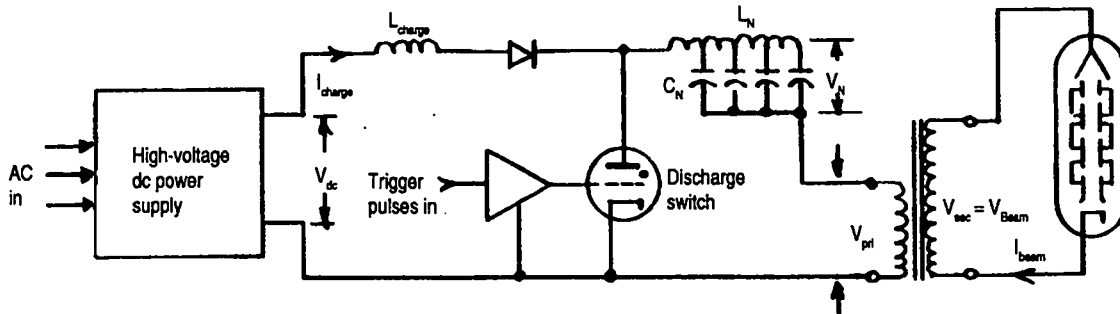 AC
in
High-voltage
dc power
supply
I_charge
V_dc
L_charge
Trigger
pulses in
Discharge
switch
L_N
C_N
V_N
V_pri
V_sec = V_Beam
I_beam